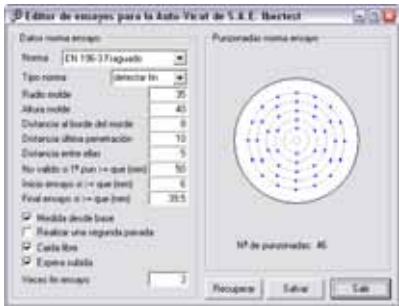 Editor de ensayos para la Auto-Vicat de S.A.E. Ibertest
Datos norma ensayo
Norma EN 196-3 Fraguado
Tipo norma detectar fin
Radio molde 35
Altura molde 40
Distancia al borde del molde 8
Distancia última penetración 10
Distancia entre ellas 5
No valido si 1ª pun >= que (mm) 50
Inicio ensayo si >= que (mm) 6
Final ensayo si >= que (mm) 39.5
Medida desde base
Realizar una segunda pasada
Caída libre
Espera subida
Veces fin ensayo 3
Punzonadas norma ensayo
Nº de punzonadas: 46
Recuperar
Salvar
Salir